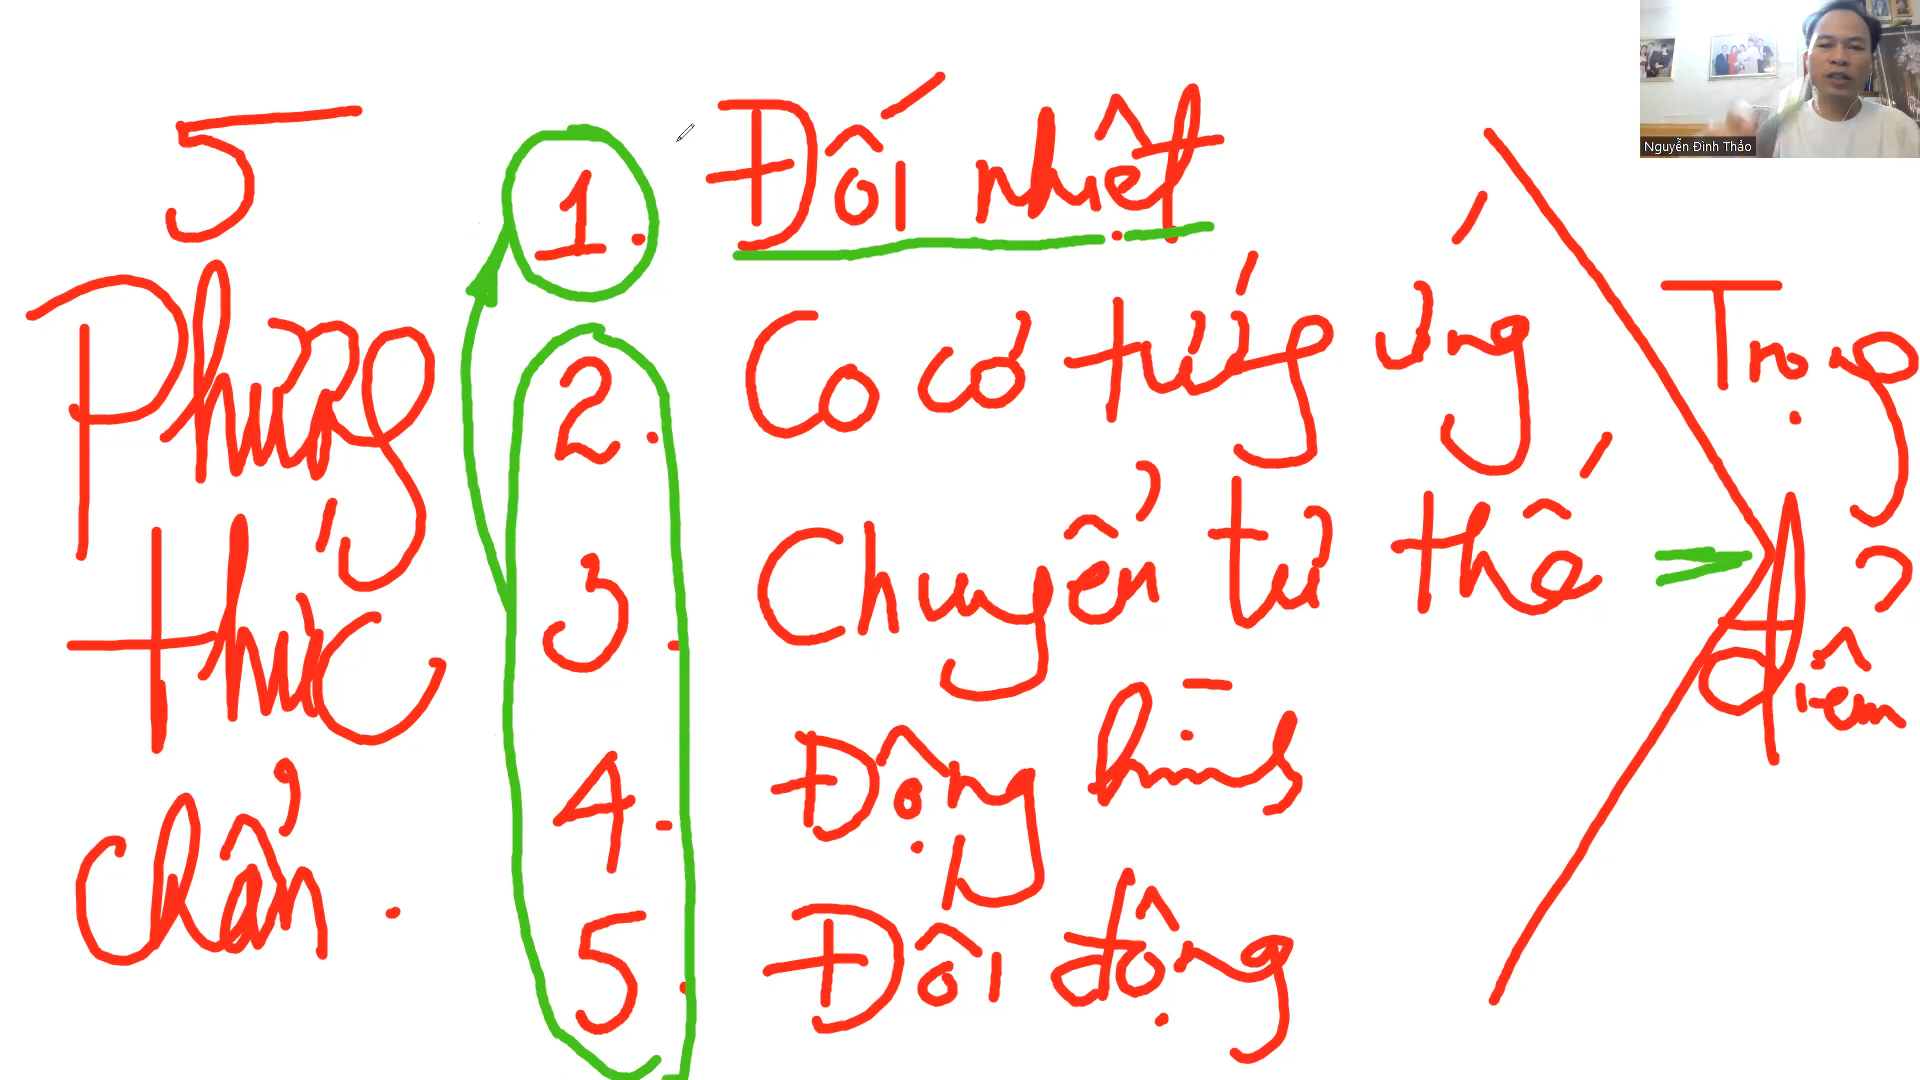 5
Phương
thức
chẩn.
1. Đối nhiệt
2. Co cơ tương ứng
3. Chuyển tư thế
4. Động hình
5. Đối động
Trọng
điểm
Nguyễn Đình Thảo